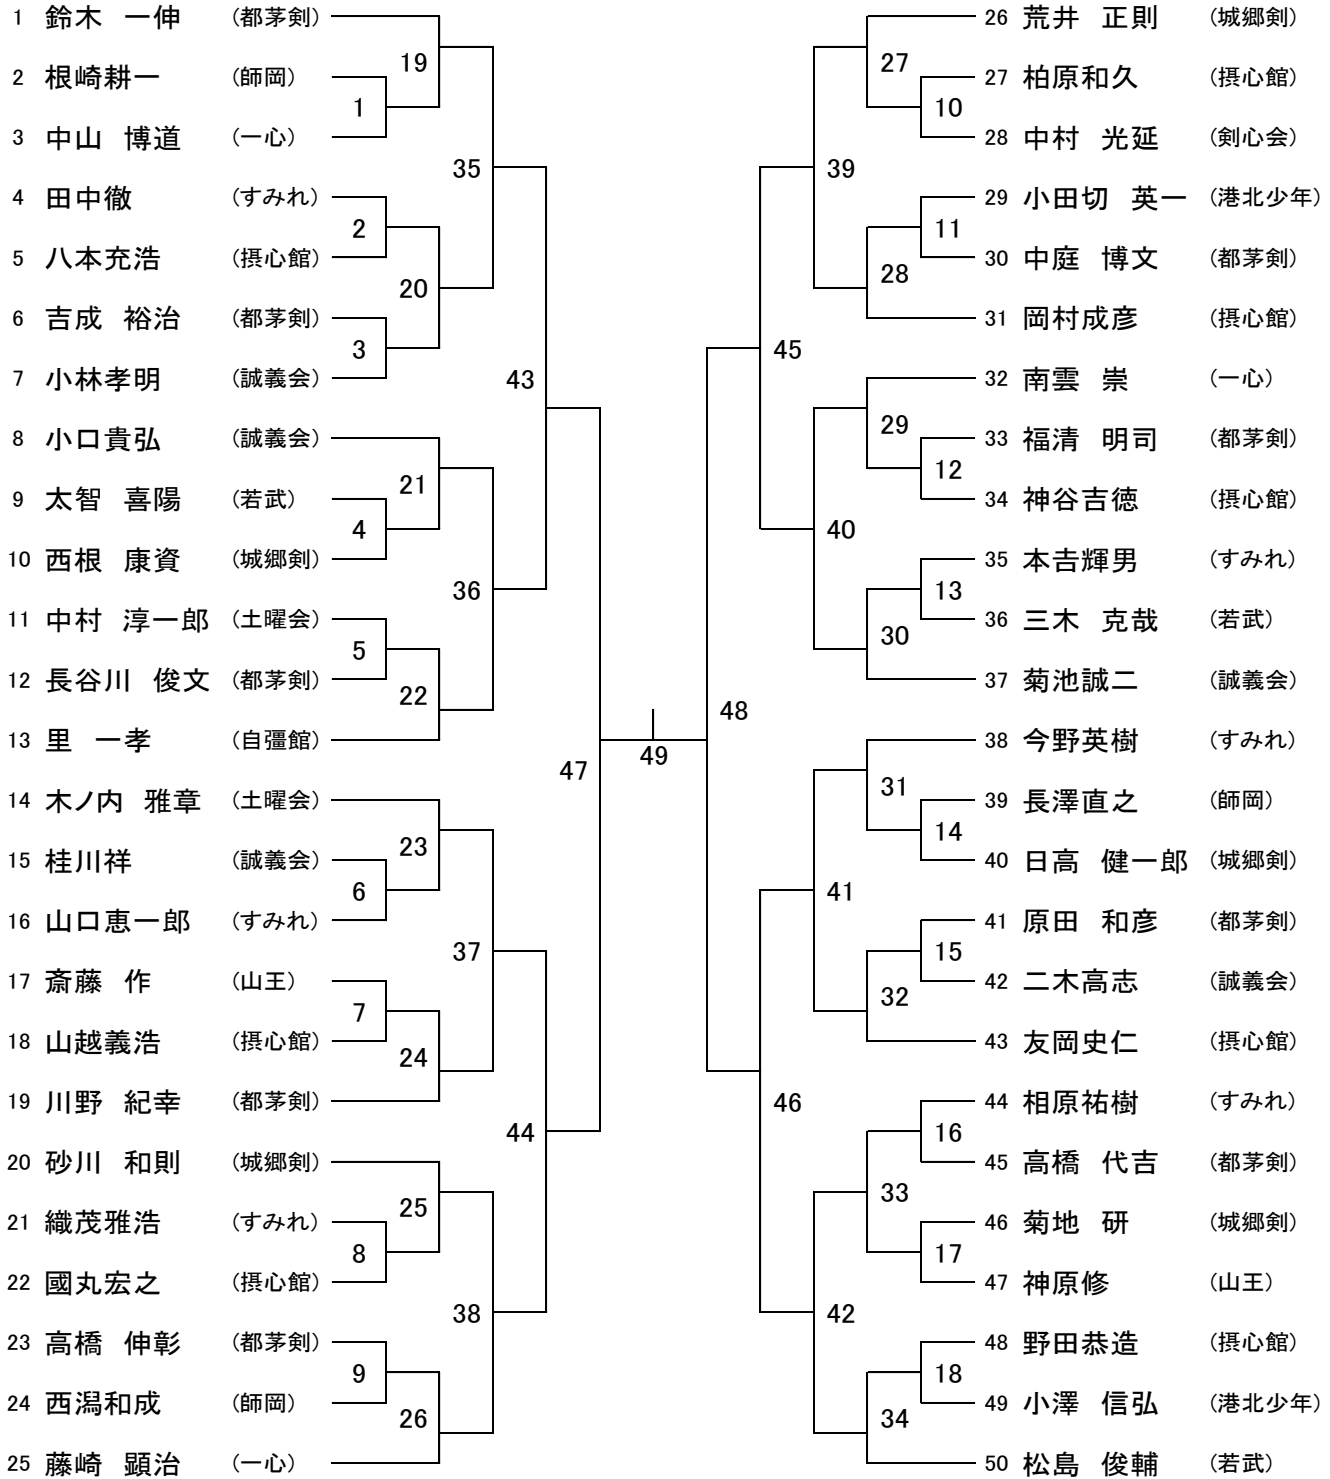 1 鈴木 一伸 (都茅剣)
2 根崎耕一 (師岡)
3 中山 博道 (一心)
4 田中徹 (すみれ)
5 八本充浩 (摂心館)
6 吉成 裕治 (都茅剣)
7 小林孝明 (誠義会)
8 小口貴弘 (誠義会)
9 太智 喜陽 (若武)
10 西根 康資 (城郷剣)
11 中村 淳一郎 (土曜会)
12 長谷川 俊文 (都茅剣)
13 里 一孝 (自彊館)
14 木ノ内 雅章 (土曜会)
15 桂川祥 (誠義会)
16 山口恵一郎 (すみれ)
17 斎藤 作 (山王)
18 山越義浩 (摂心館)
19 川野 紀幸 (都茅剣)
20 砂川 和則 (城郷剣)
21 織茂雅浩 (すみれ)
22 國丸宏之 (摂心館)
23 高橋 伸彰 (都茅剣)
24 西潟和成 (師岡)
25 藤崎 顕治 (一心)
1
2
3
4
5
6
7
8
9
19
20
21
22
23
24
25
26
35
36
37
38
43
44
47
49
48
45
46
39
40
41
42
27
28
29
30
31
32
33
34
10
11
12
13
14
15
16
17
18
26 荒井 正則 (城郷剣)
27 柏原和久 (摂心館)
28 中村 光延 (剣心会)
29 小田切 英一 (港北少年)
30 中庭 博文 (都茅剣)
31 岡村成彦 (摂心館)
32 南雲 崇 (一心)
33 福清 明司 (都茅剣)
34 神谷吉徳 (摂心館)
35 本𠮷輝男 (すみれ)
36 三木 克哉 (若武)
37 菊池誠二 (誠義会)
38 今野英樹 (すみれ)
39 長澤直之 (師岡)
40 日高 健一郎 (城郷剣)
41 原田 和彦 (都茅剣)
42 二木高志 (誠義会)
43 友岡史仁 (摂心館)
44 相原祐樹 (すみれ)
45 高橋 代吉 (都茅剣)
46 菊地 研 (城郷剣)
47 神原修 (山王)
48 野田恭造 (摂心館)
49 小澤 信弘 (港北少年)
50 松島 俊輔 (若武)